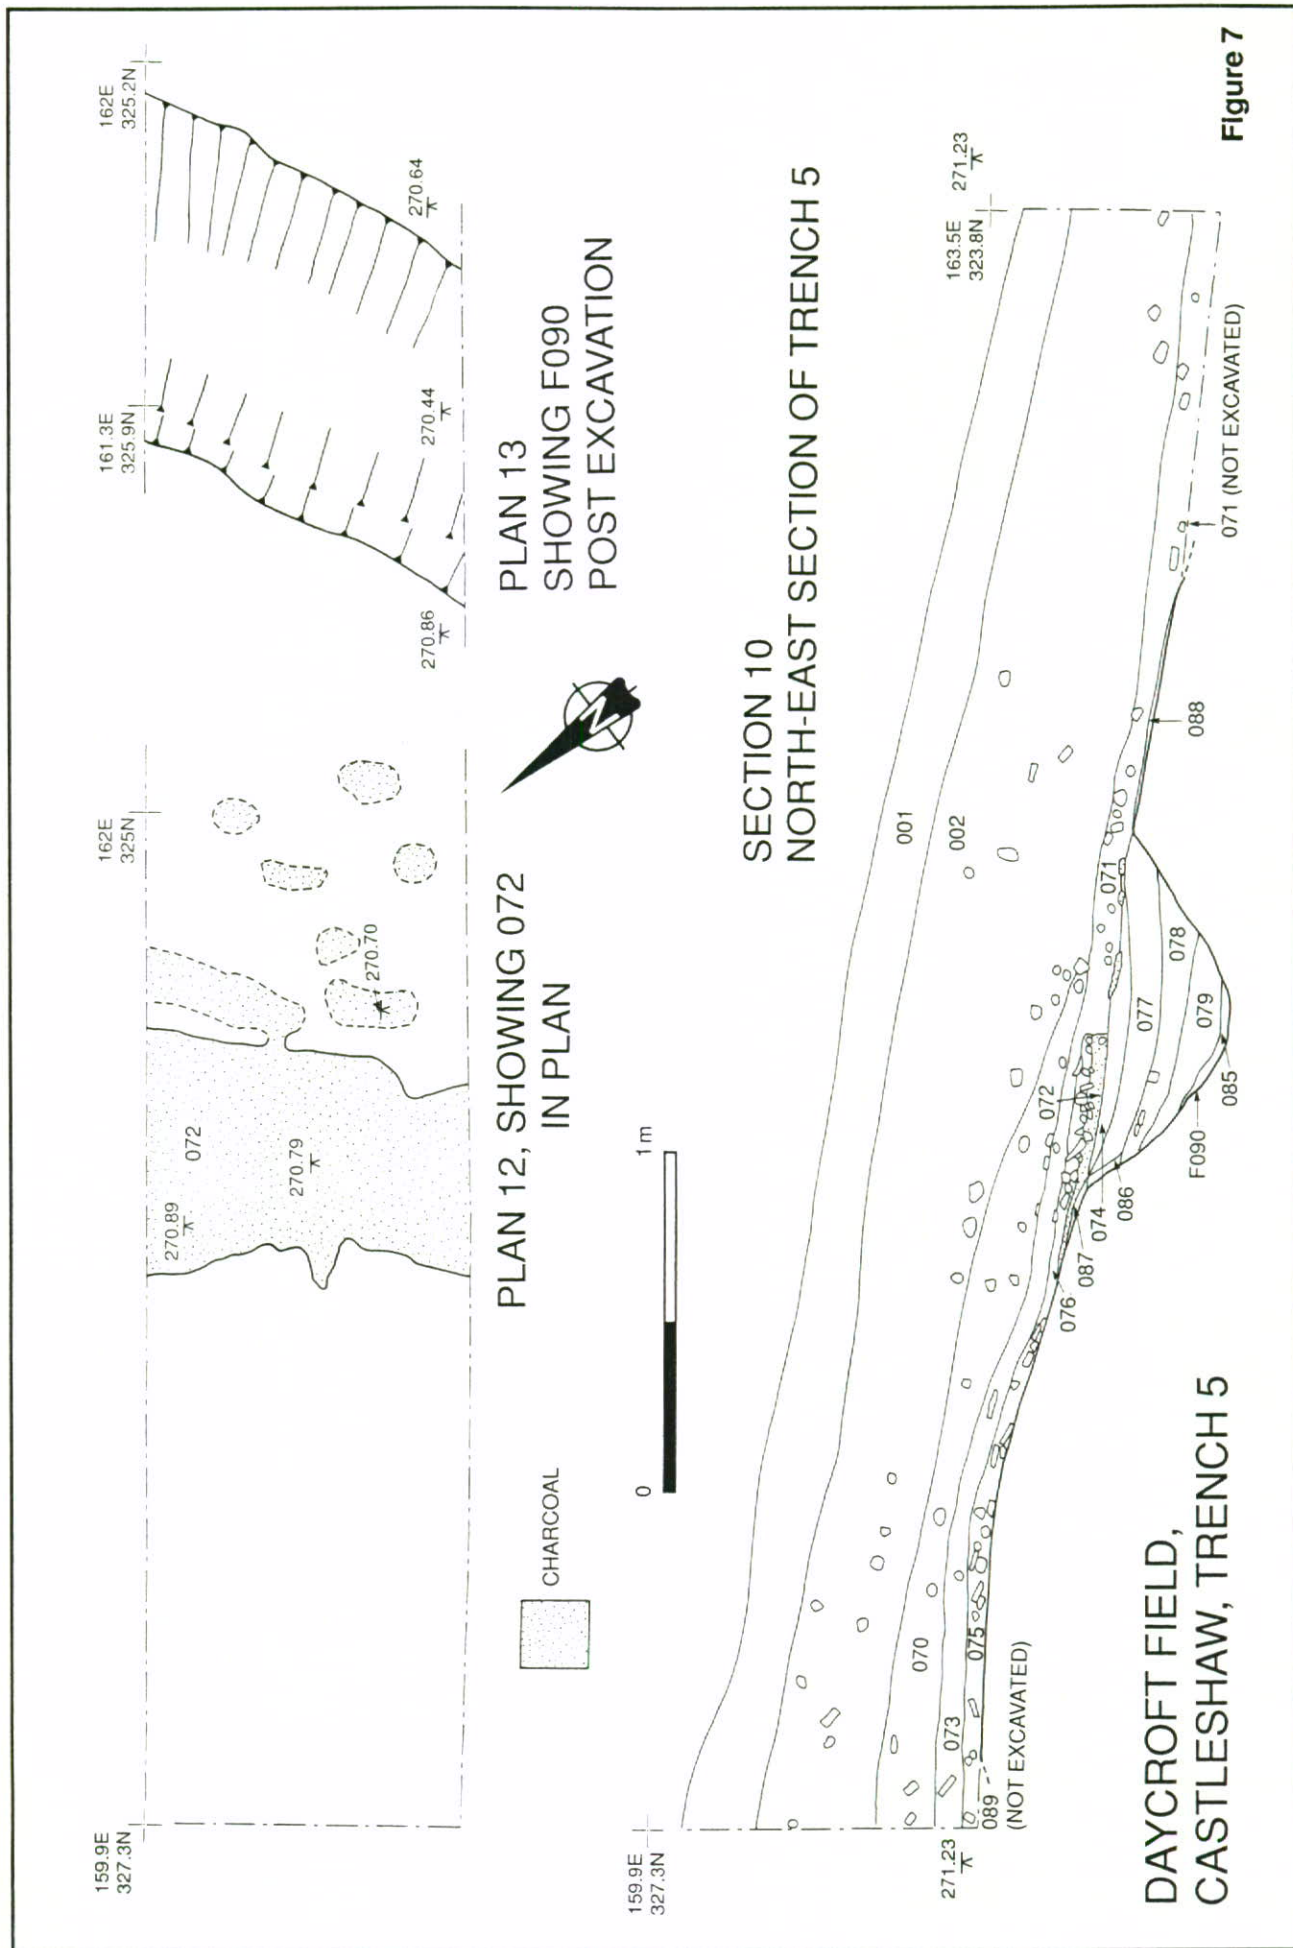 159.9E
327.3N
072
270.89
270.79
270.70
162E
325N
PLAN 12, SHOWING 072
IN PLAN
161.3E
325.9N
162E
325.2N
270.86
270.44
270.64
PLAN 13
SHOWING F090
POST EXCAVATION
N
CHARCOAL
0
1m
SECTION 10
NORTH-EAST SECTION OF TRENCH 5
159.9E
327.3N
271.23
163.5E
323.8N
271.23
001
002
070
073
075
089
(NOT EXCAVATED)
076
087
074
086
072
071
077
078
079
F090
085
088
071 (NOT EXCAVATED)
DAYCROFT FIELD,
CASTLESHAW, TRENCH 5
Figure 7